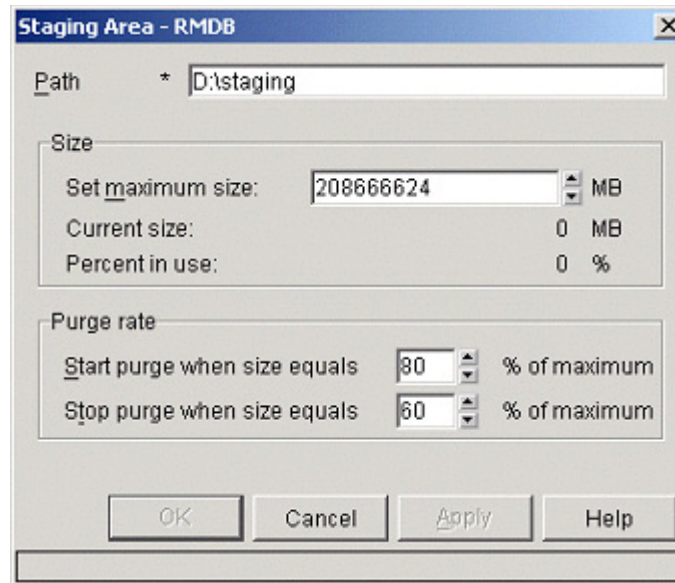 Staging Area - RMDB
Path * D:\staging
Size
Set maximum size: 208666624 MB
Current size: 0 MB
Percent in use: 0 %
Purge rate
Start purge when size equals 80 % of maximum
Stop purge when size equals 60 % of maximum
OK Cancel Apply Help